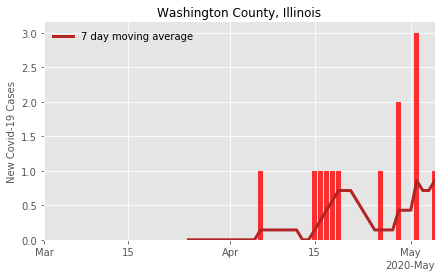 Washington County, Illinois
7 day moving average
New Covid-19 Cases
3.0
2.5
2.0
1.5
1.0
0.5
0.0
Mar 15 Apr 15 May
2020-May